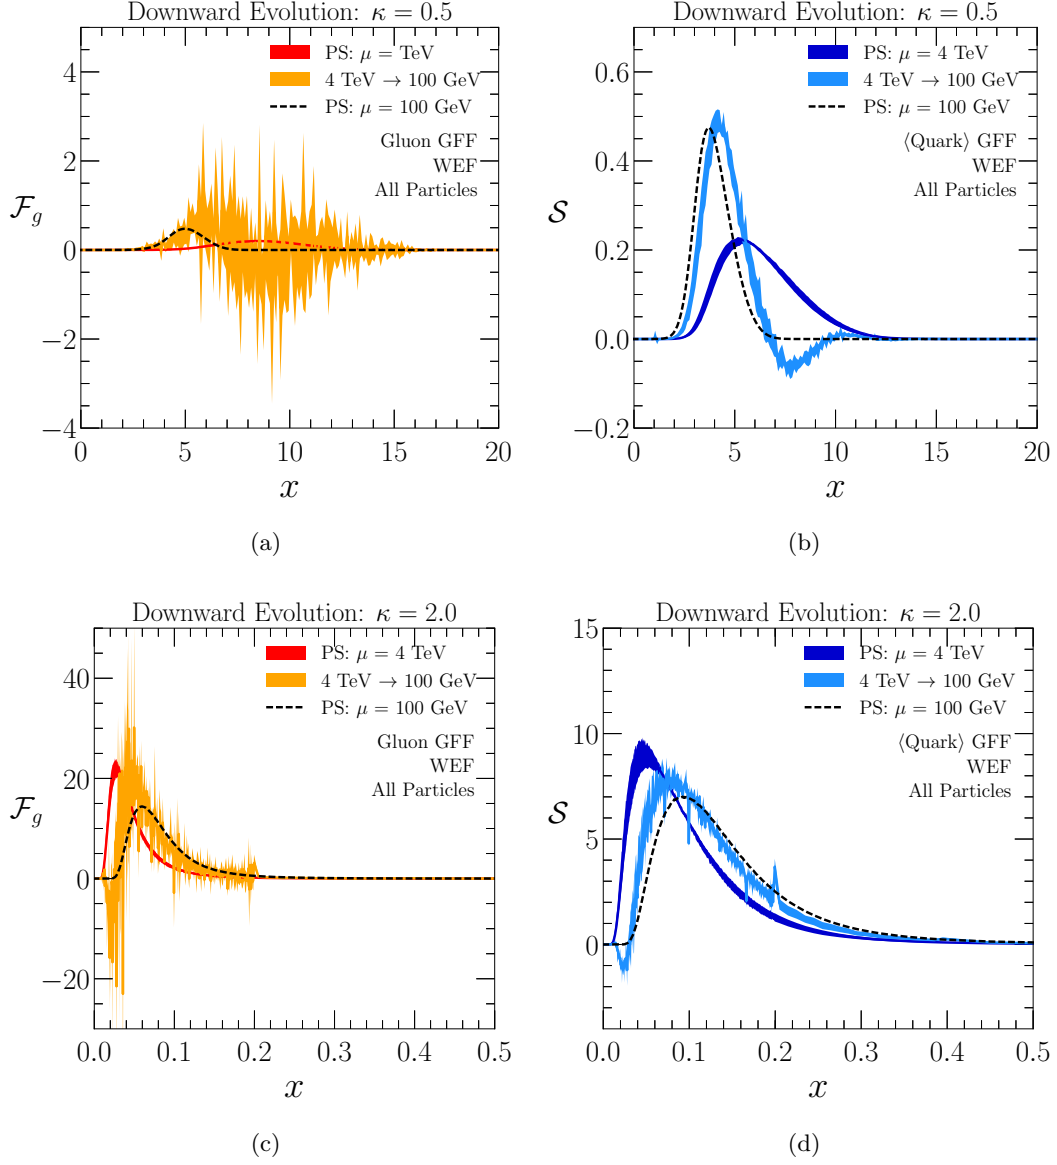 Downward Evolution: κ = 0.5
PS: μ = TeV
4 TeV → 100 GeV
PS: μ = 100 GeV
Gluon GFF
WEF
All Particles
4
2
0
−2
−4
0 5 10 15 20
𝓕g
x
(a)
Downward Evolution: κ = 0.5
PS: μ = 4 TeV
4 TeV → 100 GeV
PS: μ = 100 GeV
⟨Quark⟩ GFF
WEF
All Particles
0.6
0.4
0.2
0.0
−0.2
0 5 10 15 20
𝓢
x
(b)
Downward Evolution: κ = 2.0
PS: μ = 4 TeV
4 TeV → 100 GeV
PS: μ = 100 GeV
Gluon GFF
WEF
All Particles
40
20
0
−20
0.0 0.1 0.2 0.3 0.4 0.5
𝓕g
x
(c)
Downward Evolution: κ = 2.0
PS: μ = 4 TeV
4 TeV → 100 GeV
PS: μ = 100 GeV
⟨Quark⟩ GFF
WEF
All Particles
15
10
5
0
0.0 0.1 0.2 0.3 0.4 0.5
𝓢
x
(d)